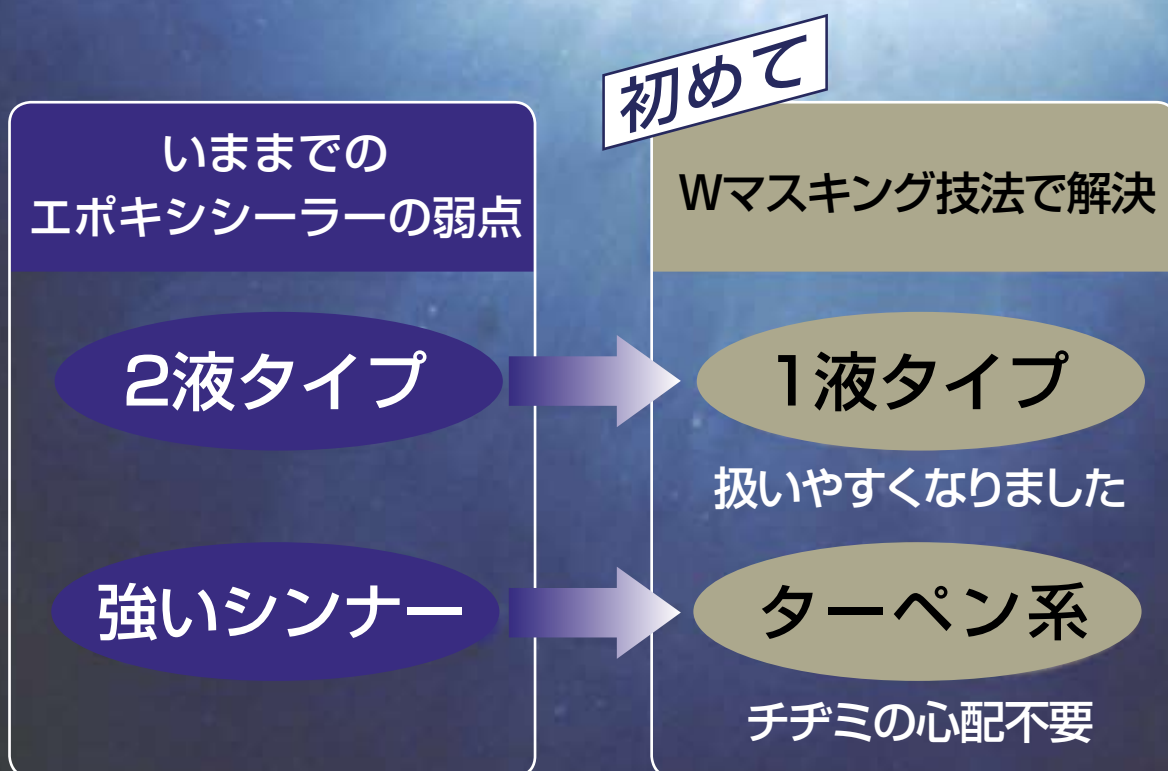 初めて
いままでの
エポキシシーラーの弱点
Wマスキング技法で解決
2液タイプ
1液タイプ
扱いやすくなりました
強いシンナー
ターペン系
チヂミの心配不要